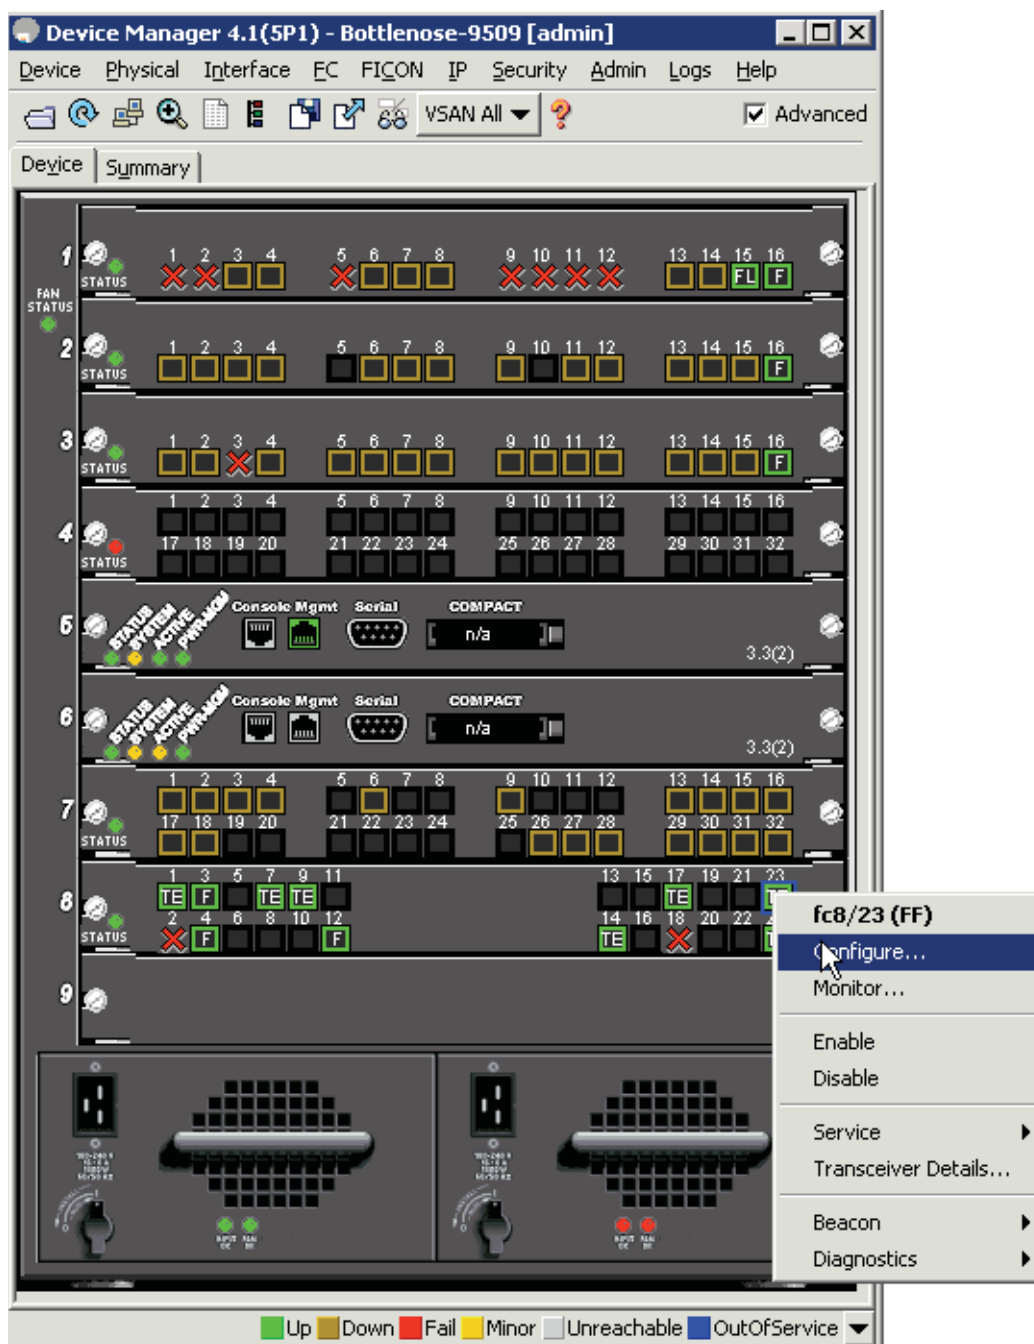 Device Manager 4.1(5P1) - Bottlenose-9509 [admin]
Device Physical Interface FC FICON IP Security Admin Logs Help
VSAN All Advanced
Device Summary
1 2 3 4 5 6 7 8 9 10 11 12 13 14 15 16
1
FL F
STATUS
FAN
STATUS
1 2 3 4 5 6 7 8 9 10 11 12 13 14 15 16
2
F
STATUS
1 2 3 4 5 6 7 8 9 10 11 12 13 14 15 16
3
F
STATUS
1 2 3 4 5 6 7 8 9 10 11 12 13 14 15 16
4
17 18 19 20 21 22 23 24 25 26 27 28 29 30 31 32
STATUS
5
STATUS SYSTEM ACTIVE PWR-MGM
Console Mgmt Serial COMPACT
n/a
3.3(2)
6
STATUS SYSTEM ACTIVE PWR-MGM
Console Mgmt Serial COMPACT
n/a
3.3(2)
1 2 3 4 5 6 7 8 9 10 11 12 13 14 15 16
7
17 18 19 20 21 22 23 24 25 26 27 28 29 30 31 32
STATUS
1 3 5 7 9 11 13 15 17 19 21 23
8
TE F TE TE TE
2 4 6 8 10 12 14 16 18 20 22
F F TE
STATUS
9
fc8/23 (FF)
Configure...
Monitor...
Enable
Disable
Service
Transceiver Details...
Beacon
Diagnostics
Up Down Fail Minor Unreachable OutOfService